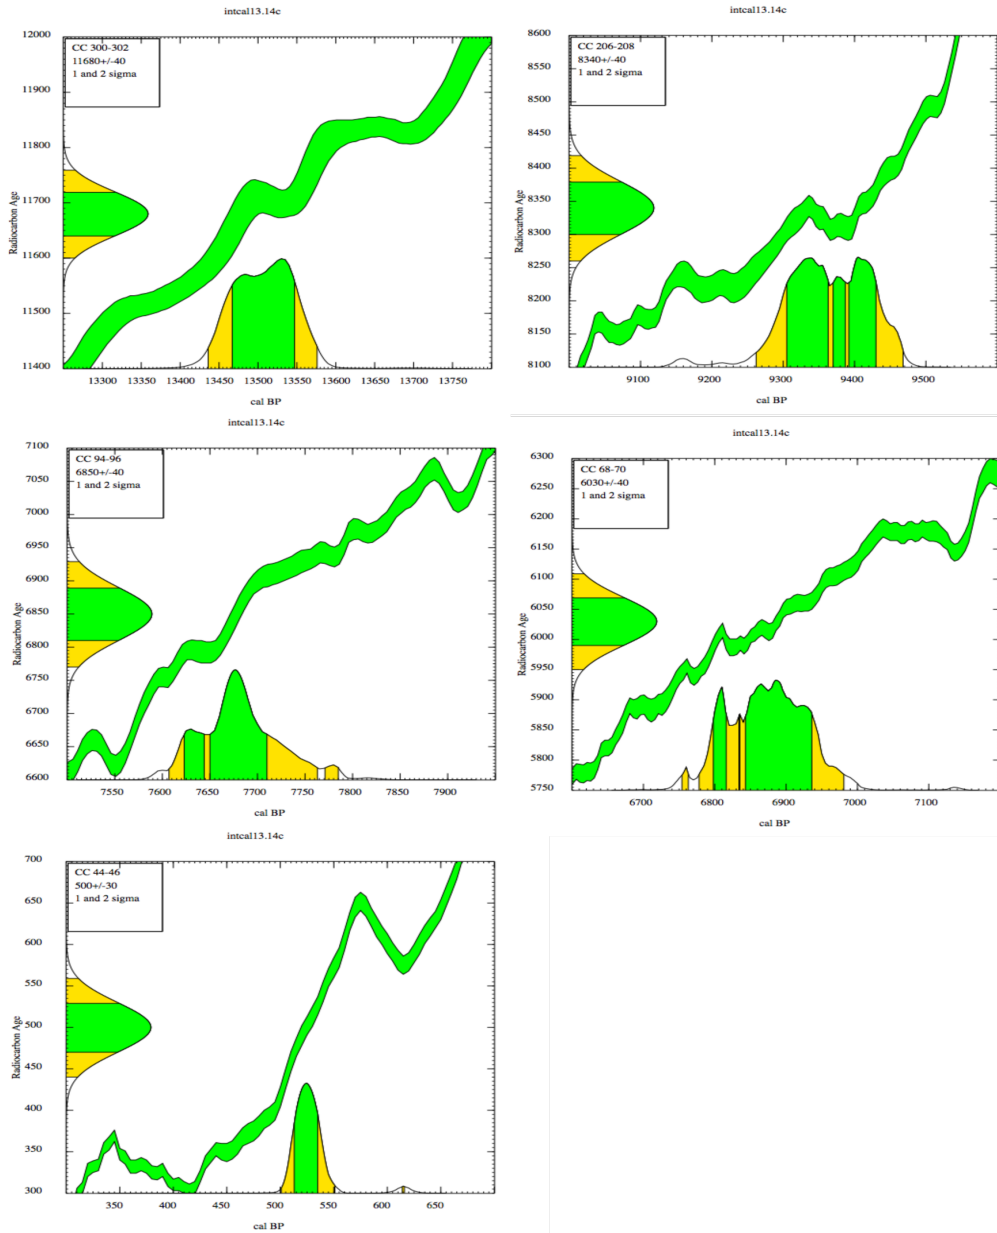 intcal13.14c
CC 300-302
11680+/-40
1 and 2 sigma
12000
11900
11800
11700
11600
11500
11400
Radiocarbon Age
13300 13350 13400 13450 13500 13550 13600 13650 13700 13750
cal BP
intcal13.14c
CC 206-208
8340+/-40
1 and 2 sigma
8600
8550
8500
8450
8400
8350
8300
8250
8200
8150
8100
Radiocarbon Age
9100 9200 9300 9400 9500
cal BP
intcal13.14c
CC 94-96
6850+/-40
1 and 2 sigma
7100
7050
7000
6950
6900
6850
6800
6750
6700
6650
6600
Radiocarbon Age
7550 7600 7650 7700 7750 7800 7850 7900
cal BP
intcal13.14c
CC 68-70
6030+/-40
1 and 2 sigma
6300
6250
6200
6150
6100
6050
6000
5950
5900
5850
5800
5750
Radiocarbon Age
6700 6800 6900 7000 7100
cal BP
intcal13.14c
CC 44-46
500+/-30
1 and 2 sigma
700
650
600
550
500
450
400
350
300
Radiocarbon Age
350 400 450 500 550 600 650
cal BP